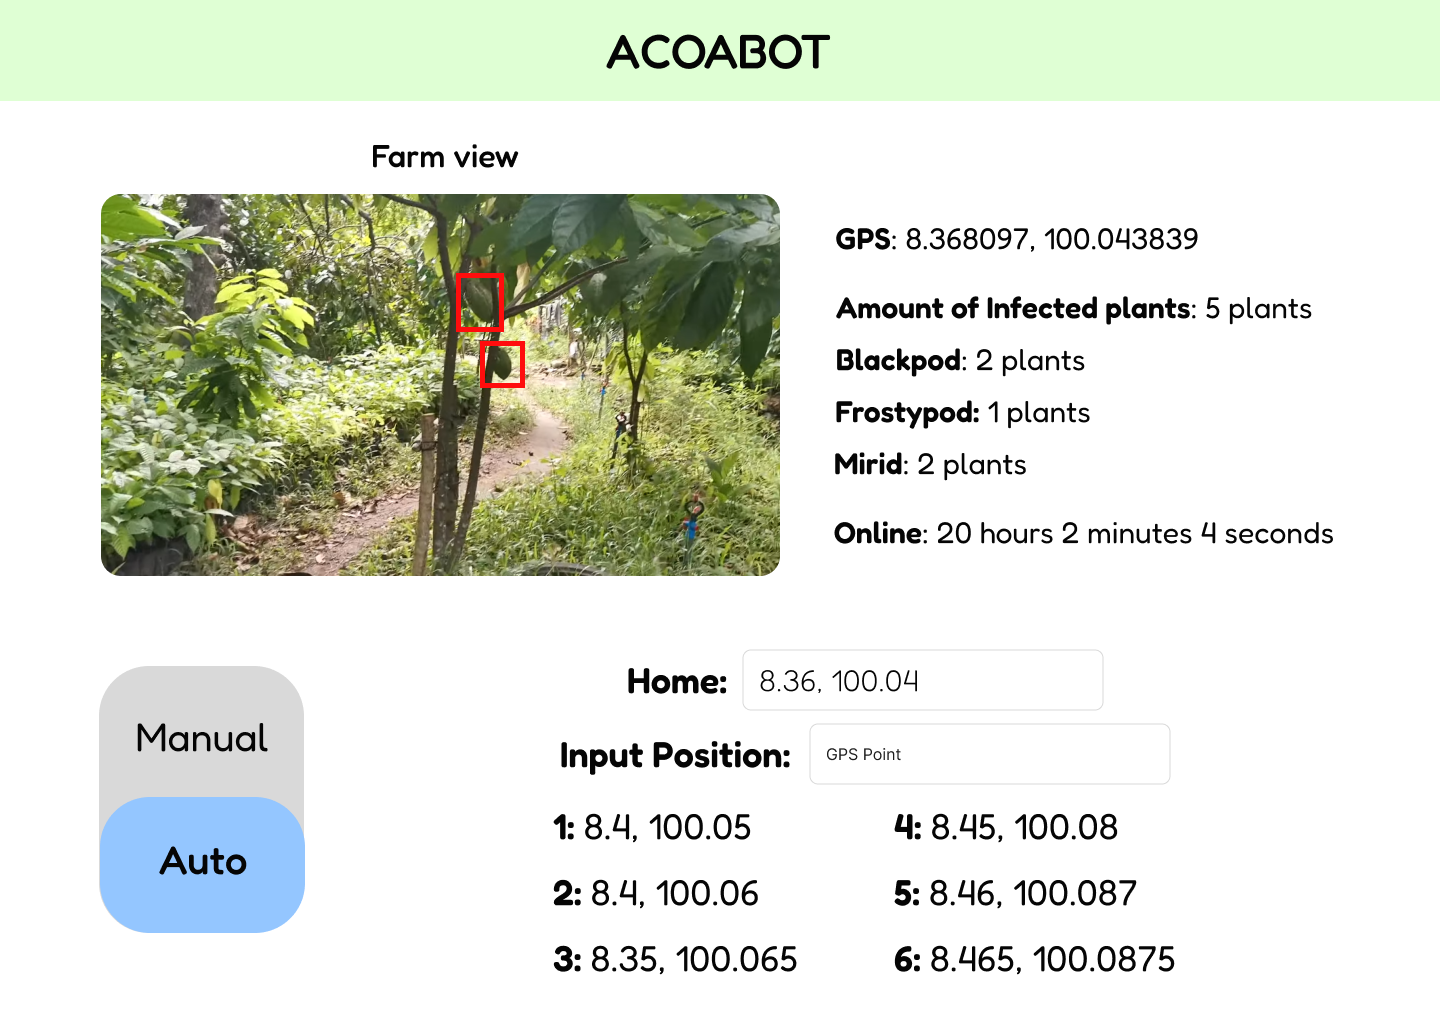 ACOABOT
Farm view
GPS: 8.368097, 100.043839
Amount of Infected plants: 5 plants
Blackpod: 2 plants
Frostypod: 1 plants
Mirid: 2 plants
Online: 20 hours 2 minutes 4 seconds
Manual
Auto
Home: 8.36, 100.04
Input Position: GPS Point
1: 8.4, 100.05
2: 8.4, 100.06
3: 8.35, 100.065
4: 8.45, 100.08
5: 8.46, 100.087
6: 8.465, 100.0875